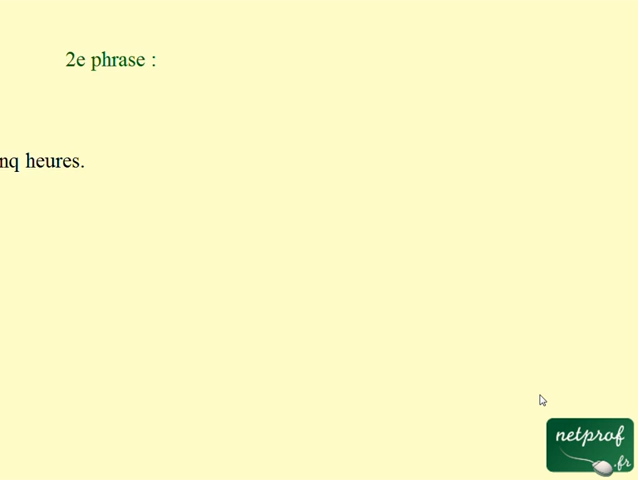 2e phrase :
nq heures.
netprof
.fr